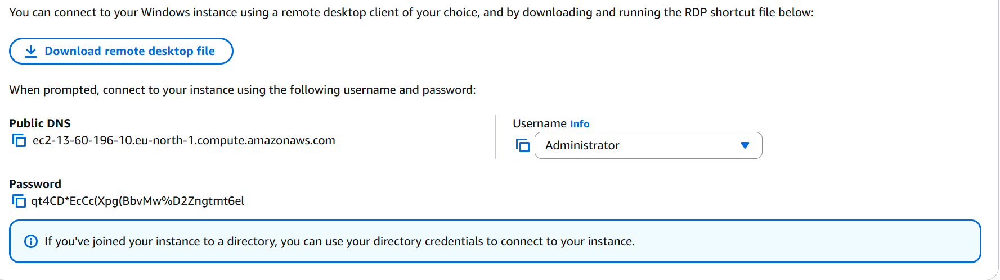 You can connect to your Windows instance using a remote desktop client of your choice, and by downloading and running the RDP shortcut file below:
Download remote desktop file
When prompted, connect to your instance using the following username and password:
Public DNS
ec2-13-60-196-10.eu-north-1.compute.amazonaws.com
Username Info
Administrator
Password
qt4CD*EcCc(Xpg(BbvMw%D2Zngtmt6el
If you've joined your instance to a directory, you can use your directory credentials to connect to your instance.